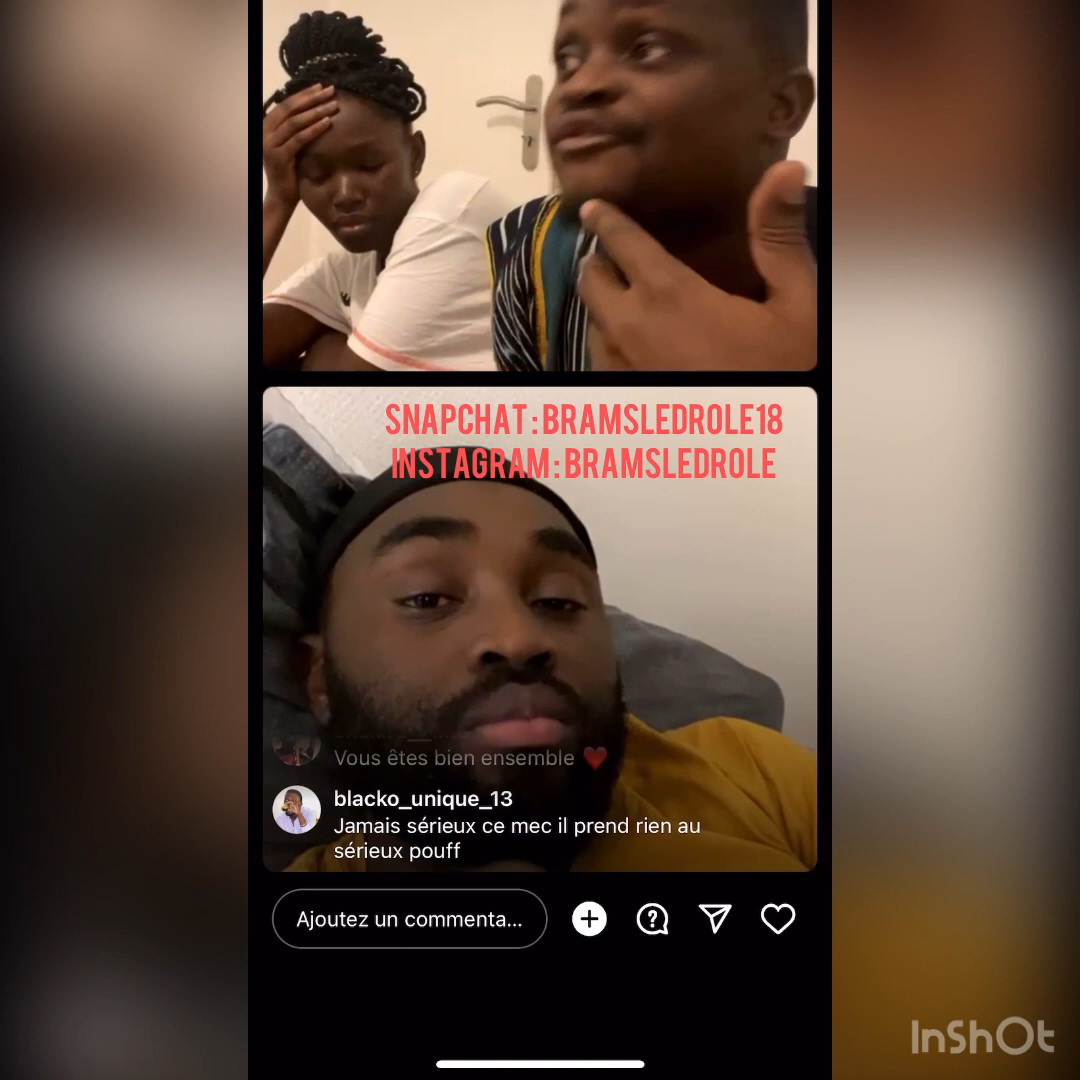 SNAPCHAT : BRAMSLEDROLE18
INSTAGRAM : BRAMSLEDROLE
Vous êtes bien ensemble ♥
blacko_unique_13
Jamais sérieux ce mec il prend rien au
sérieux pouff
Ajoutez un commenta...
InShOt